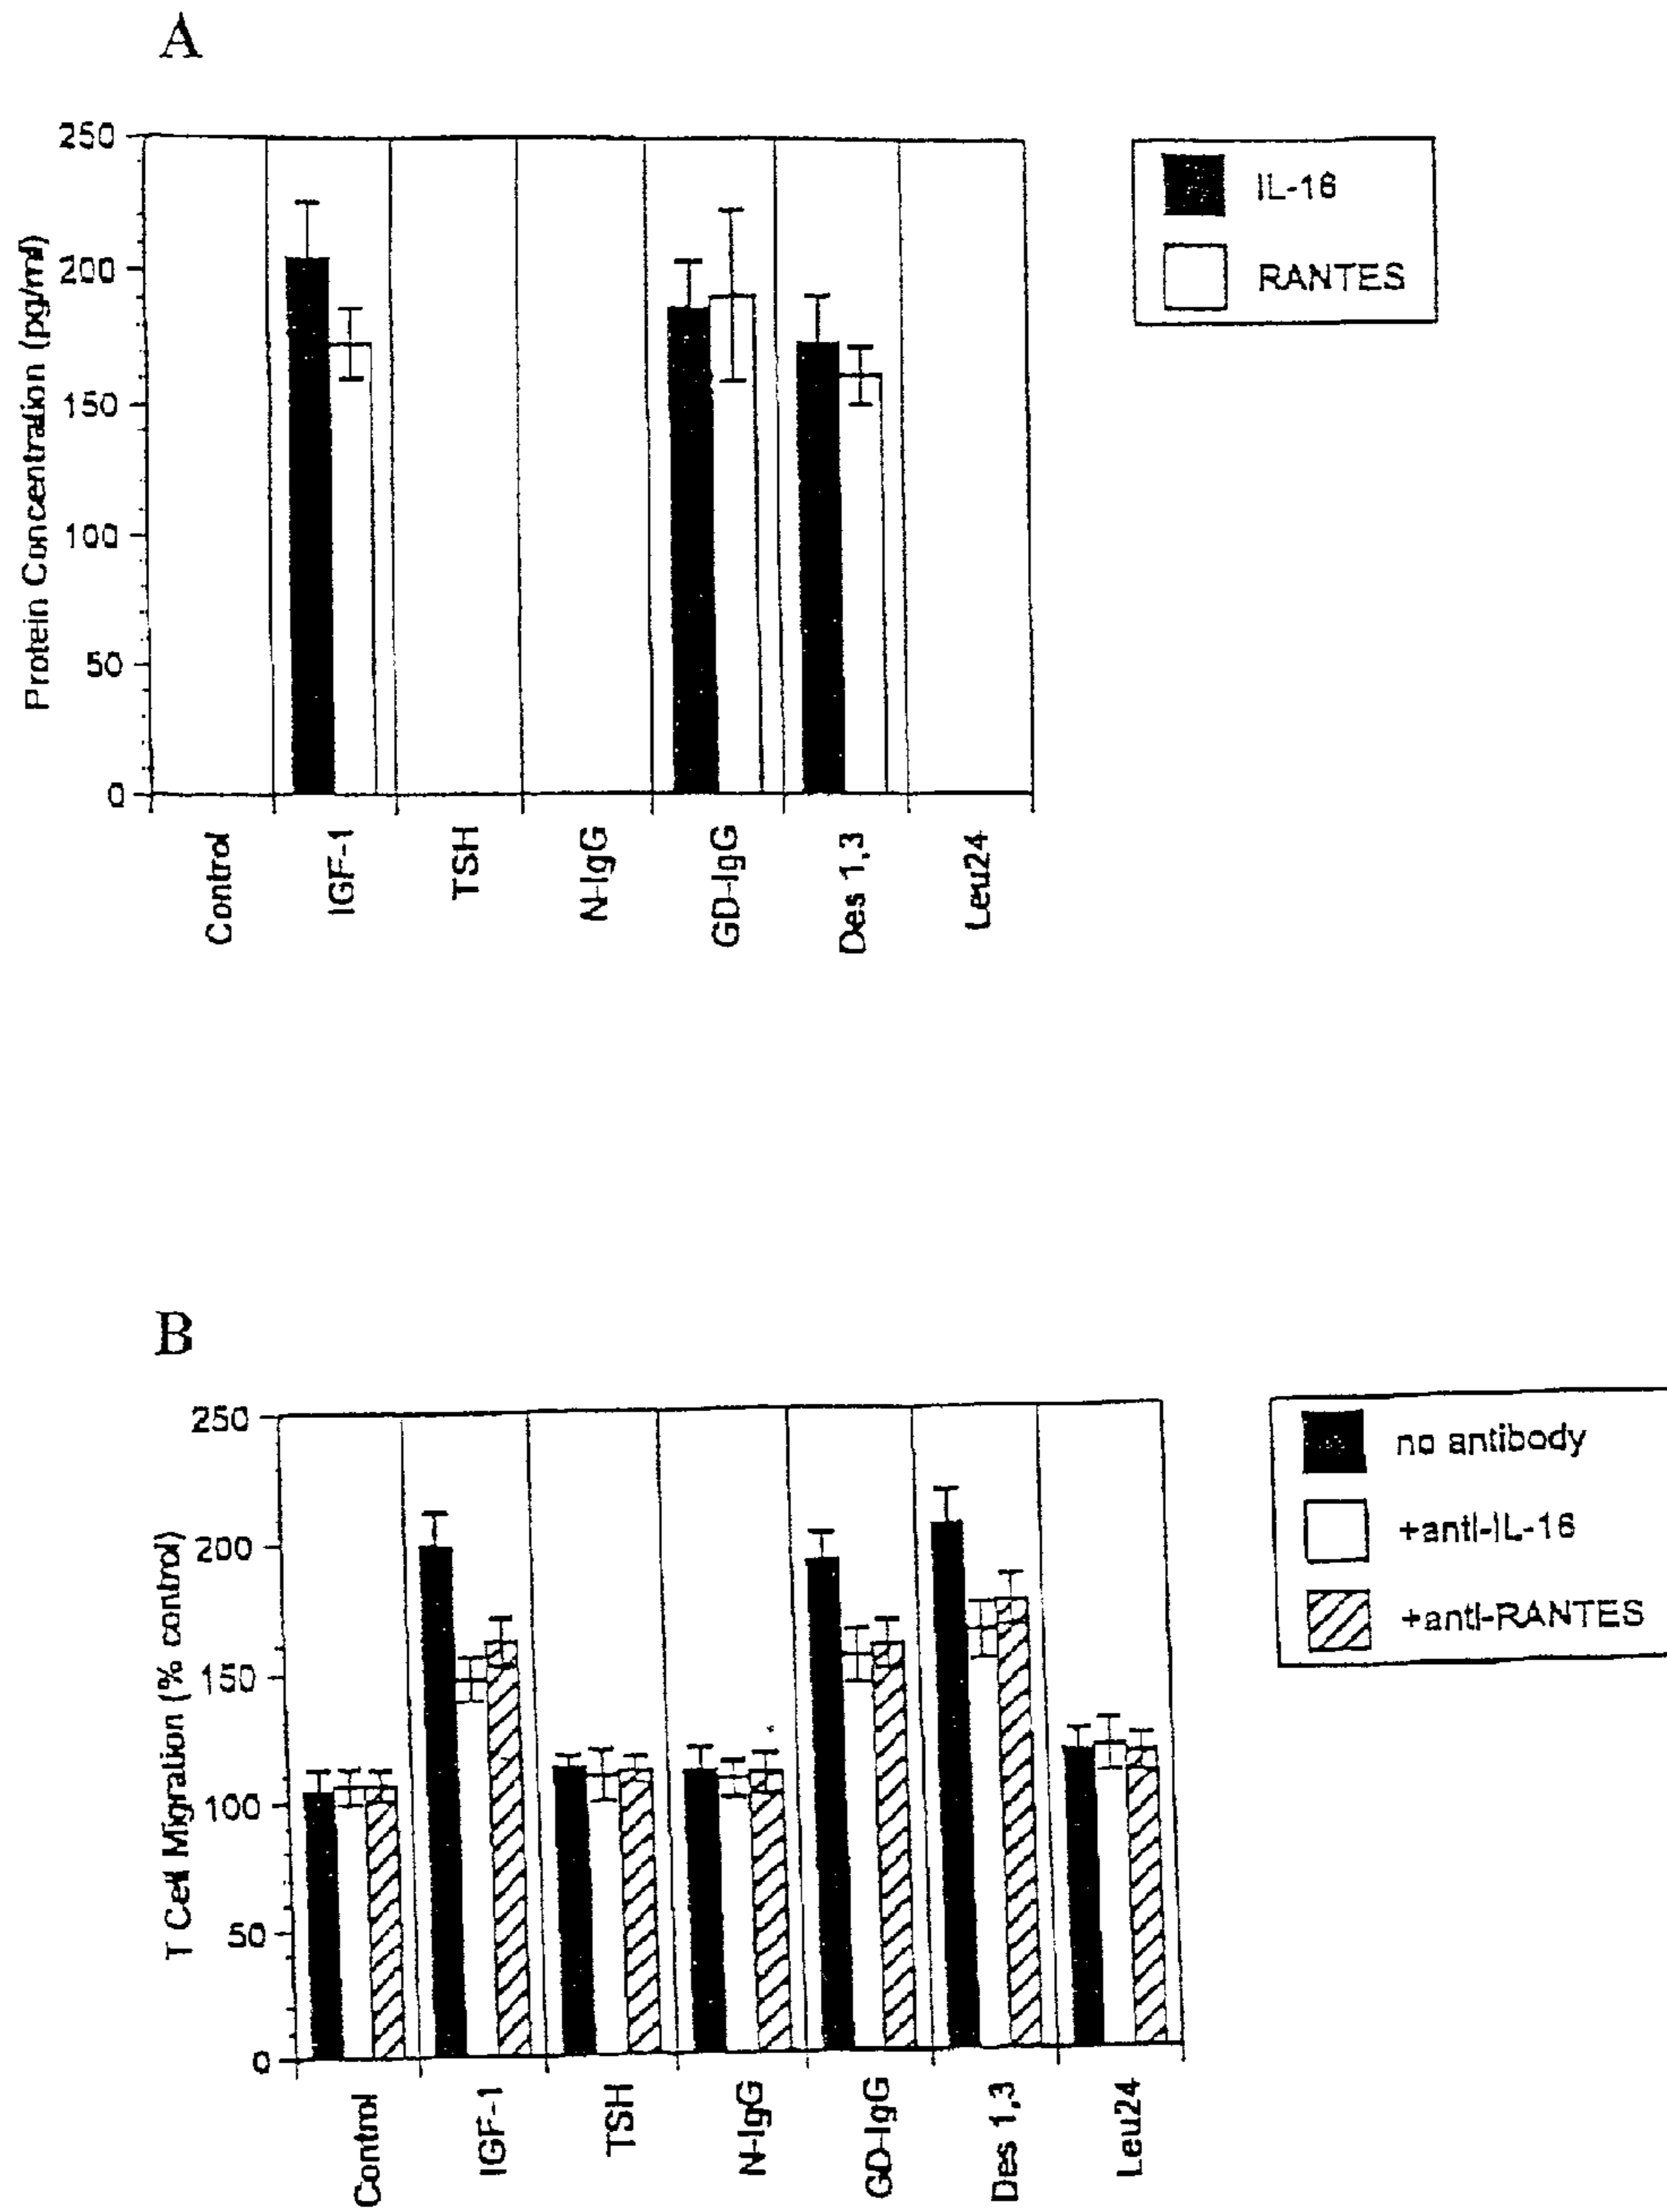 A
250
200
150
100
50
0
Protein Concentration (pg/ml)
Control
IGF-1
TSH
N-IgG
GD-IgG
Des 1,3
Leu24
IL-16
RANTES
B
250
200
150
100
50
0
T Cell Migration (% control)
Control
IGF-1
TSH
N-IgG
GD-IgG
Des 1,3
Leu24
no antibody
+anti-IL-16
+anti-RANTES